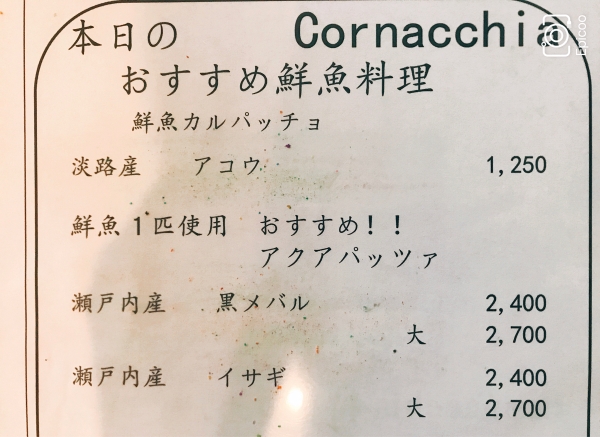 本日の Cornacchia
おすすめ鮮魚料理
鮮魚カルパッチョ
淡路産 アコウ 1,250
鮮魚1匹使用 おすすめ!!
アクアパッツァ
瀬戸内産 黒メバル 2,400
大 2,700
瀬戸内産 イサギ 2,400
大 2,700
Epicoo